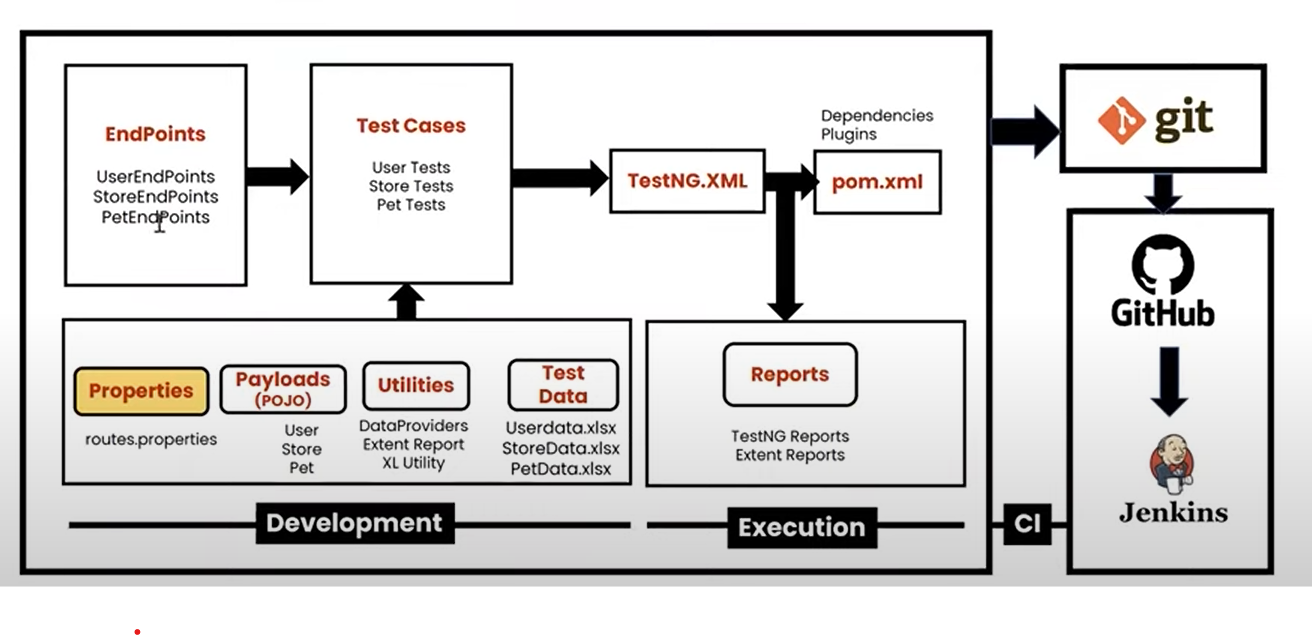 EndPoints
UserEndPoints
StoreEndPoints
PetEndPoints
Test Cases
User Tests
Store Tests
Pet Tests
TestNG.XML
Dependencies
Plugins
pom.xml
git
GitHub
Jenkins
Properties
routes.properties
Payloads
(POJO)
User
Store
Pet
Utilities
DataProviders
Extent Report
XL Utility
Test
Data
Userdata.xlsx
StoreData.xlsx
PetData.xlsx
Reports
TestNG Reports
Extent Reports
Development
Execution
CI